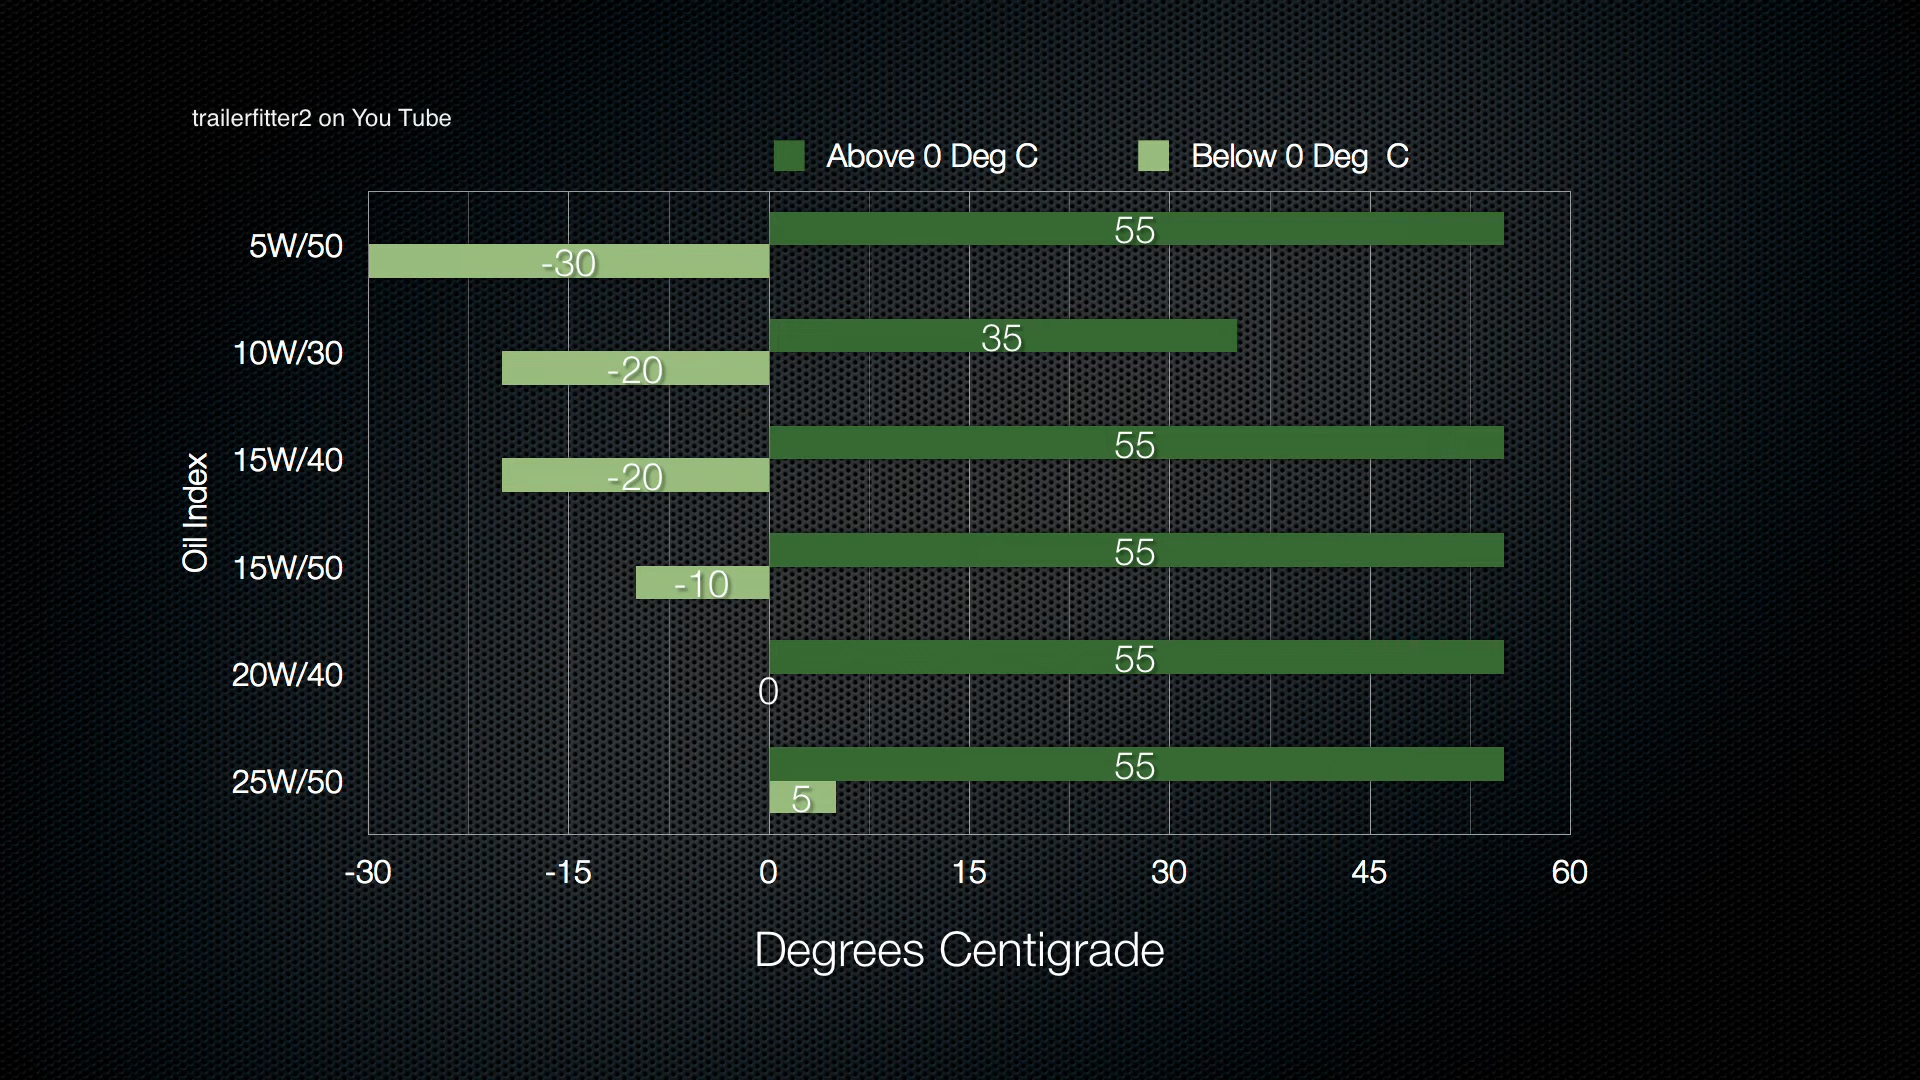 trailerfitter2 on You Tube
Above 0 Deg C
Below 0 Deg  C
5W/50
55
-30
10W/30
35
-20
Oil Index
15W/40
55
-20
15W/50
55
-10
20W/40
55
0
25W/50
55
5
-30 -15 0 15 30 45 60
Degrees Centigrade